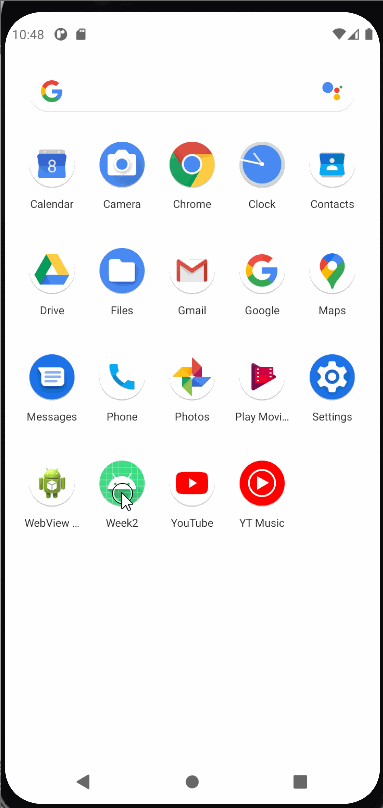 10:48
Calendar Camera Chrome Clock Contacts
8
Drive Files Gmail Google Maps
Messages Phone Photos Play Movi... Settings
WebView ... Week2 YouTube YT Music